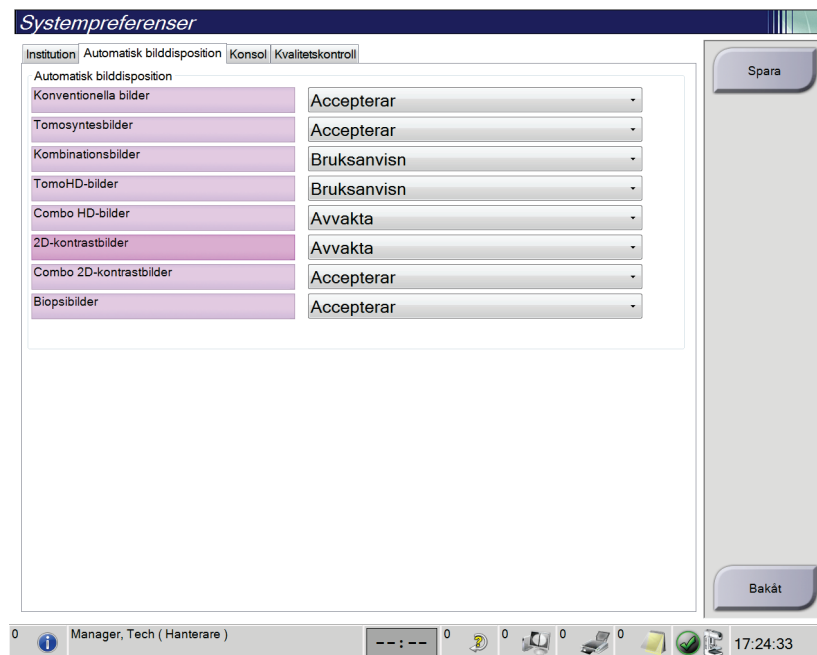 Systempreferenser
Institution Automatisk bilddisposition Konsol Kvalitetskontroll
Automatisk bilddisposition
Konventionella bilder Accepterar
Tomosyntesbilder Accepterar
Kombinationsbilder Bruksanvisn
TomoHD-bilder Bruksanvisn
Combo HD-bilder Avvakta
2D-kontrastbilder Avvakta
Combo 2D-kontrastbilder Accepterar
Biopsibilder Accepterar
Spara
Bakåt
0 Manager, Tech ( Hanterare ) --:-- 0 0 0 0 17:24:33